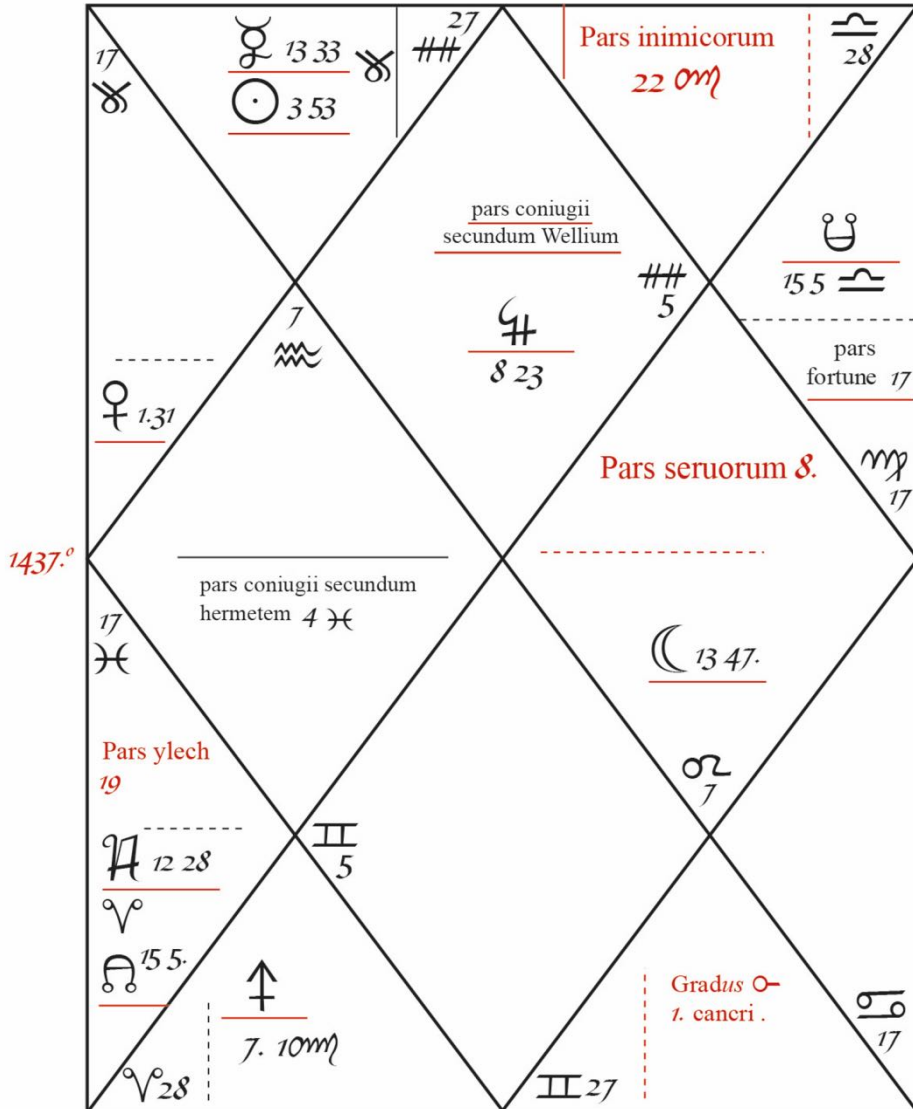 17
♑
☿ 13 33 ♑
☉ 3 53
27
♐
Pars inimicorum
22 ♏
♎
28
pars coniugii
secundum Wellium
♐
5
♄
8 23
☋
15 5 ♎
pars
fortune 17
♍
17
7
♒
♀ 1.31
Pars seruorum 8.
1437.º
pars coniugii secundum
hermetem 4 ♓
17
♓
☾ 13 47.
Pars ylech
19
♌
7
♊
5
♃ 12 28
♈
☊ 15 5.
♂
7. 10 ♉
♈ 28
Gradus ☌
1. cancri .
♊ 27
♋
17